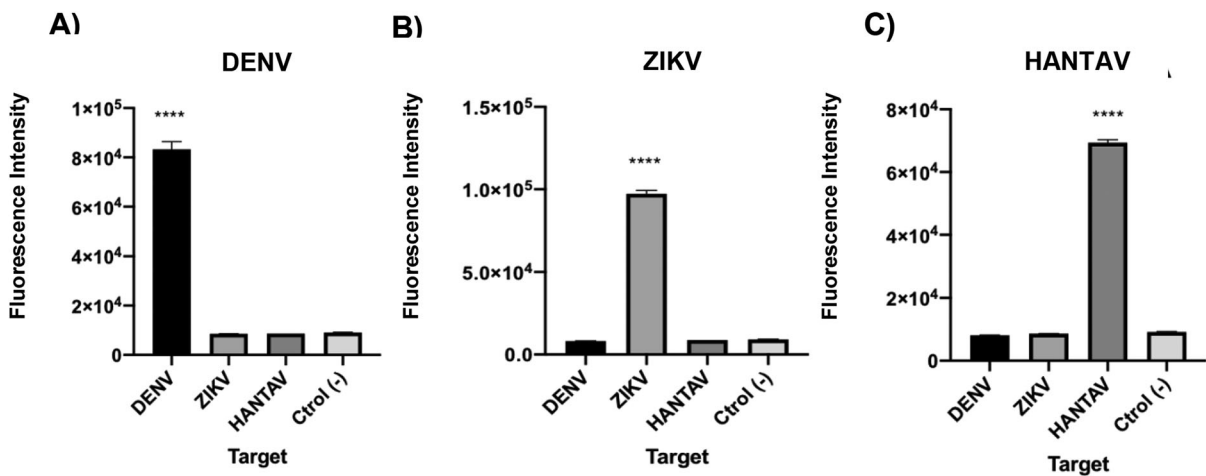 A)
DENV
Fluorescence Intensity
1×10⁵
8×10⁴
6×10⁴
4×10⁴
2×10⁴
0
****
DENV
ZIKV
HANTAV
Ctrol (-)
Target
B)
ZIKV
Fluorescence Intensity
1.5×10⁵
1.0×10⁵
5.0×10⁴
0.0
****
DENV
ZIKV
HANTAV
Ctrol (-)
Target
C)
HANTAV
Fluorescence Intensity
8×10⁴
6×10⁴
4×10⁴
2×10⁴
0
****
DENV
ZIKV
HANTAV
Ctrol (-)
Target